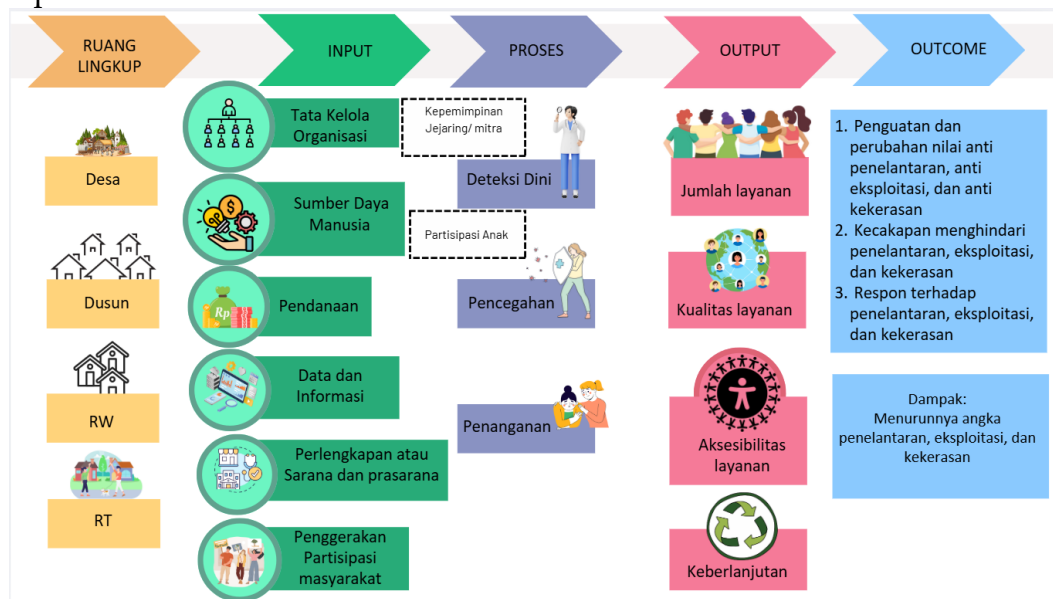 RUANG
LINGKUP
INPUT
PROSES
OUTPUT
OUTCOME
Desa
Dusun
RW
RT
Tata Kelola
Organisasi
Sumber Daya
Manusia
Rp
Pendanaan
Data dan
Informasi
Perlengkapan atau
Sarana dan prasarana
Penggerakan
Partisipasi
masyarakat
Kepemimpinan
Jejaring/ mitra
Partisipasi Anak
Deteksi Dini
Pencegahan
Penanganan
Jumlah layanan
Kualitas layanan
Aksesibilitas
layanan
Keberlanjutan
1. Penguatan dan
perubahan nilai anti
penelantaran, anti
eksploitasi, dan anti
kekerasan
2. Kecakapan menghindari
penelantaran, eksploitasi,
dan kekerasan
3. Respon terhadap
penelantaran, eksploitasi,
dan kekerasan
Dampak:
Menurunnya angka
penelantaran, eksploitasi, dan
kekerasan